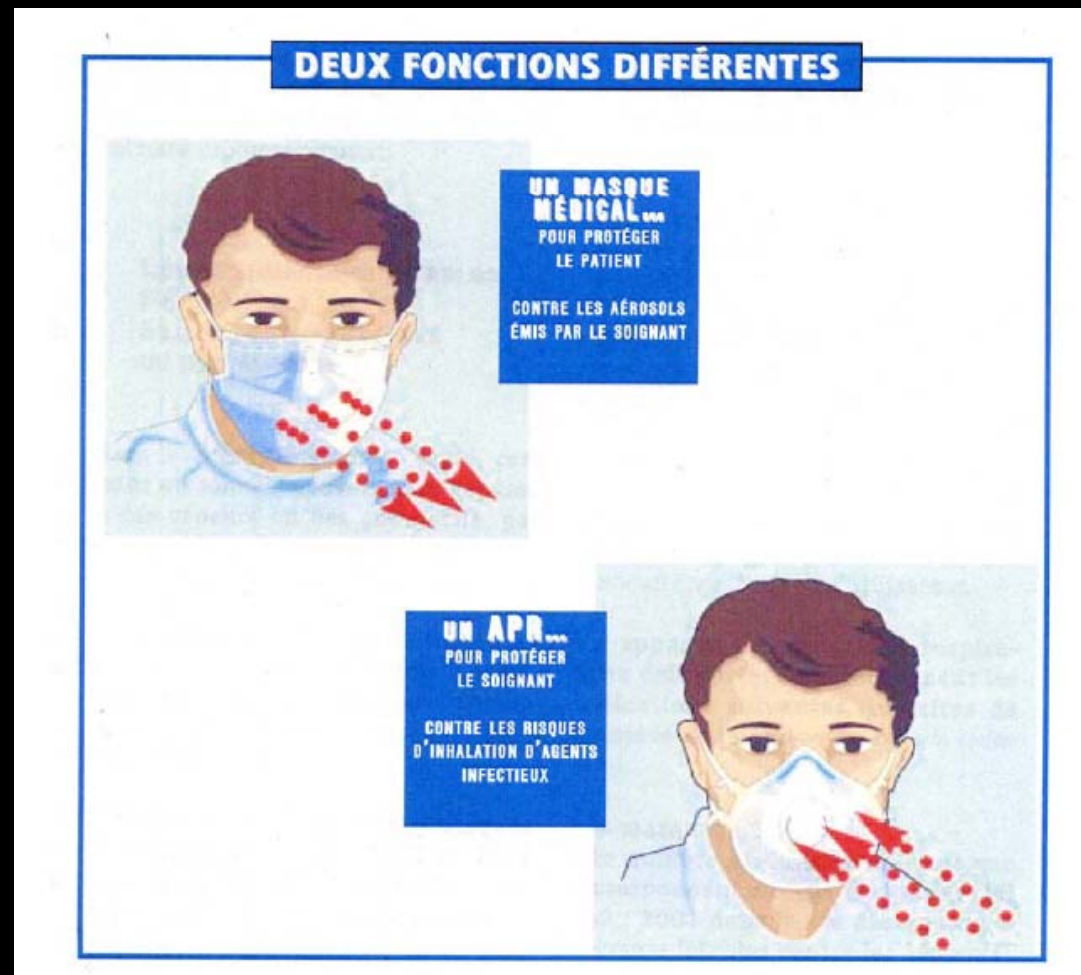 DEUX FONCTIONS DIFFÉRENTES
UN MASQUE
MÉDICAL...
POUR PROTÉGER
LE PATIENT
CONTRE LES AÉROSOLS
ÉMIS PAR LE SOIGNANT
UN APR...
POUR PROTÉGER
LE SOIGNANT
CONTRE LES RISQUES
D'INHALATION D'AGENTS
INFECTIEUX